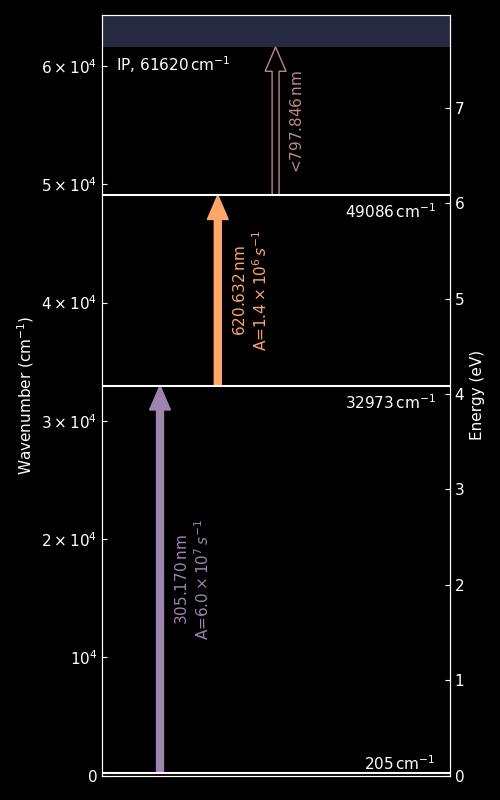 IP, 61620 cm⁻¹
6 × 10⁴
5 × 10⁴
4 × 10⁴
3 × 10⁴
2 × 10⁴
10⁴
0
Wavenumber (cm⁻¹)
<797.846 nm
49086 cm⁻¹
620.632 nm
A=1.4 × 10⁶ s⁻¹
32973 cm⁻¹
305.170 nm
A=6.0 × 10⁷ s⁻¹
205 cm⁻¹
7
6
5
4
3
2
1
0
Energy (eV)